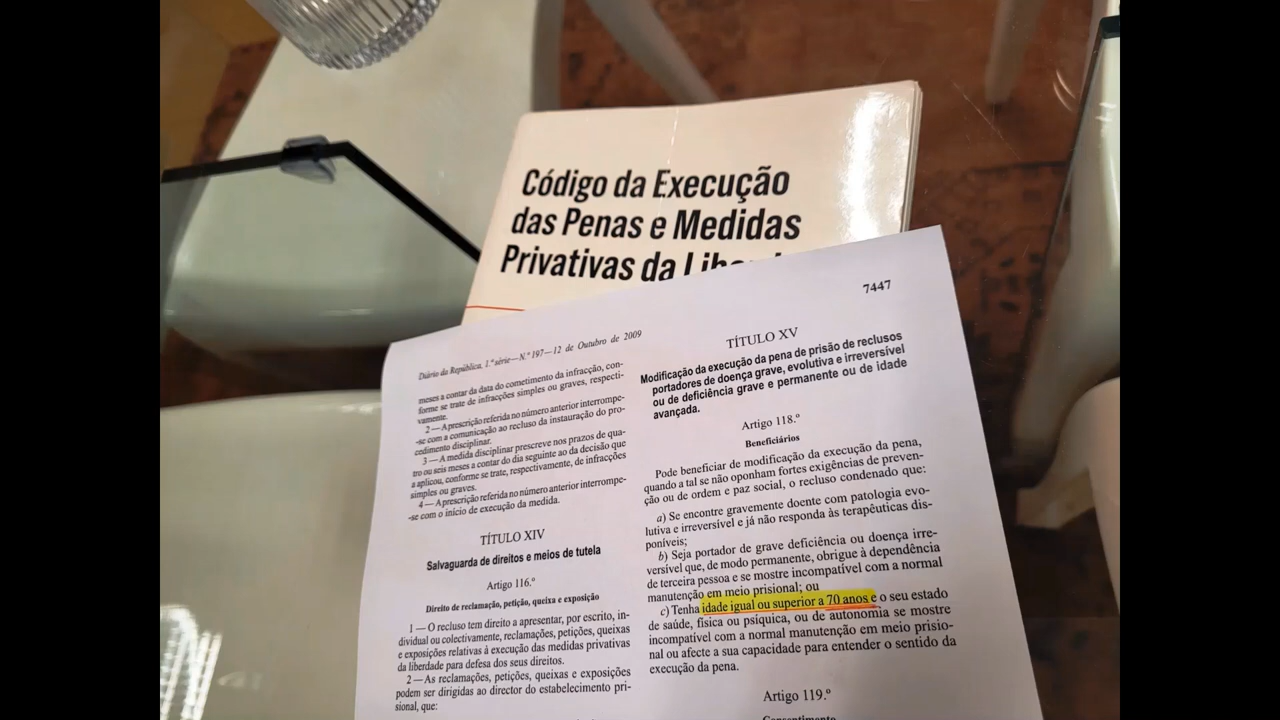 Código da Execução
das Penas e Medidas
Privativas da
7447
Diário da República, 1.ª série—N.º 197—12 de Outubro de 2009
meses a contar da data do cometimento da infracção, con-
forme se trate de infracções simples ou graves, respecti-
vamente.
2 — A prescrição referida no número anterior interrompe-
-se com a comunicação ao recluso da instauração do pro-
cedimento disciplinar.
3 — A medida disciplinar prescreve nos prazos de qua-
tro ou seis meses a contar do dia seguinte ao da decisão que
a aplicou, conforme se trate, respectivamente, de infracções
simples ou graves.
4 — A prescrição referida no número anterior interrompe-
-se com o início de execução da medida.
TÍTULO XIV
Salvaguarda de direitos e meios de tutela
Artigo 116.º
Direito de reclamação, petição, queixa e exposição
1 — O recluso tem direito a apresentar, por escrito, in-
dividual ou colectivamente, reclamações, petições, queixas
e exposições relativas à execução das medidas privativas
da liberdade para defesa dos seus direitos.
2 — As reclamações, petições, queixas e exposições
podem ser dirigidas ao director do estabelecimento pri-
sional, que:
TÍTULO XV
Modificação da execução da pena de prisão de reclusos
portadores de doença grave, evolutiva e irreversível
ou de deficiência grave e permanente ou de idade
avançada.
Artigo 118.º
Beneficiários
Pode beneficiar de modificação da execução da pena,
quando a tal se não oponham fortes exigências de preven-
ção ou de ordem e paz social, o recluso condenado que:
a) Se encontre gravemente doente com patologia evo-
lutiva e irreversível e já não responda às terapêuticas dis-
poníveis;
b) Seja portador de grave deficiência ou doença irre-
versível que, de modo permanente, obrigue à dependência
de terceira pessoa e se mostre incompatível com a normal
manutenção em meio prisional; ou
c) Tenha idade igual ou superior a 70 anos e o seu estado
de saúde, física ou psíquica, ou de autonomia se mostre
incompatível com a normal manutenção em meio prisio-
nal ou afecte a sua capacidade para entender o sentido da
execução da pena.
Artigo 119.º
Consentimento